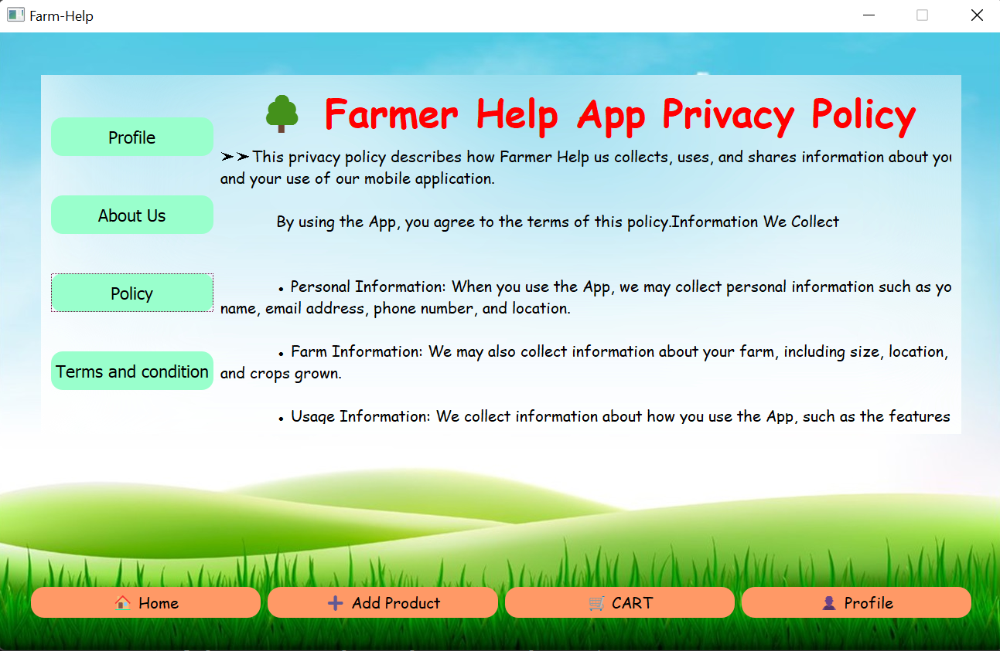 Farm-Help
Farmer Help App Privacy Policy
Profile
About Us
Policy
Terms and condition
➢➢This privacy policy describes how Farmer Help us collects, uses, and shares information about you
and your use of our mobile application.
By using the App, you agree to the terms of this policy.Information We Collect
• Personal Information: When you use the App, we may collect personal information such as yo
name, email address, phone number, and location.
• Farm Information: We may also collect information about your farm, including size, location,
and crops grown.
• Usage Information: We collect information about how you use the App, such as the features
Home
Add Product
CART
Profile